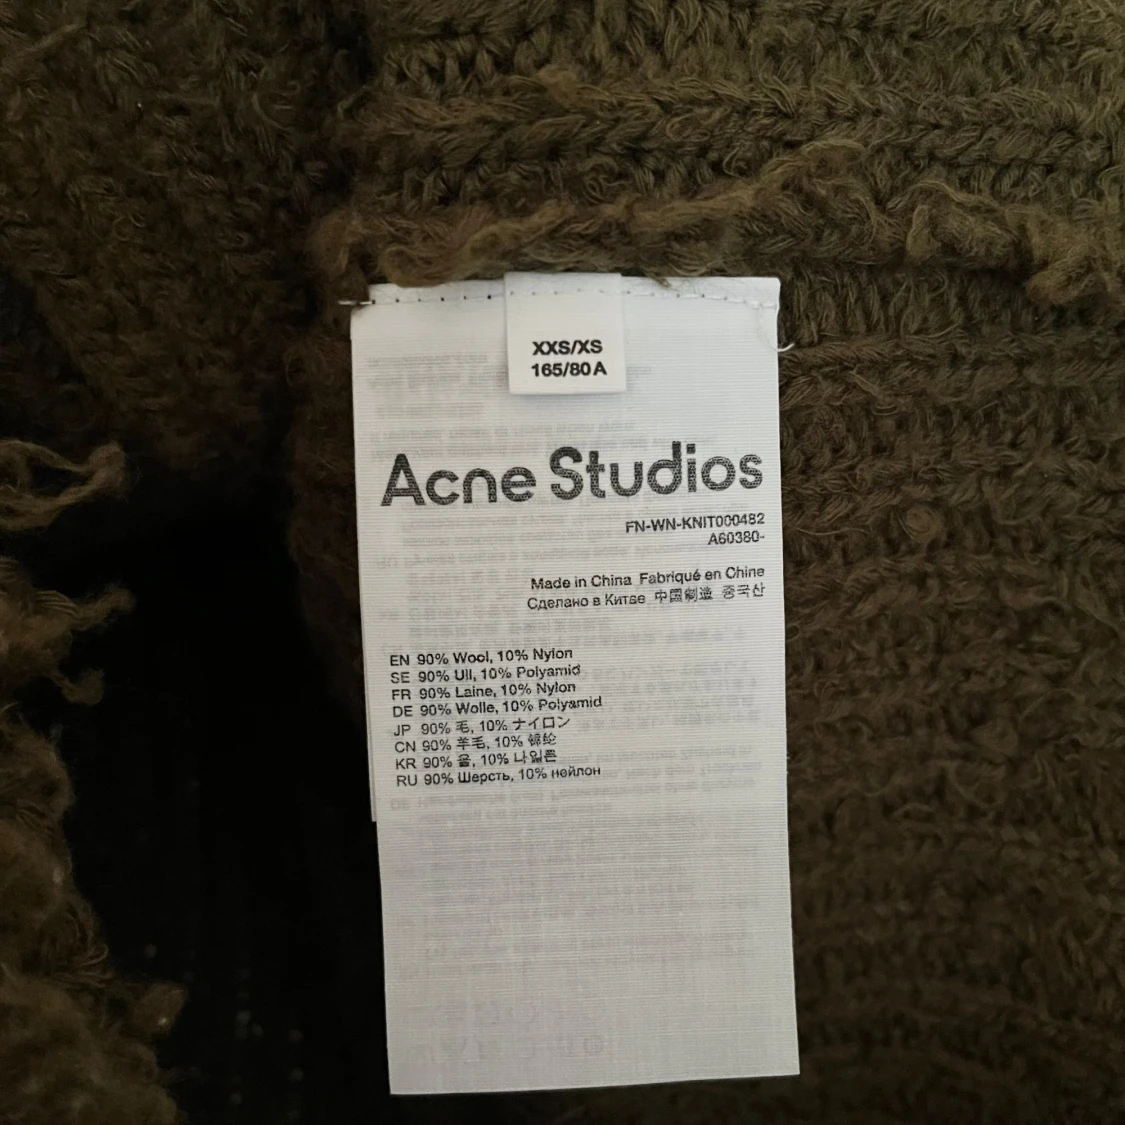 XXS/XS
165/80A
Acne Studios
FN-WN-KNIT000482
A60380-
Made in China Fabriqué en Chine
Сделано в Китае 中国制造 중국산
EN 90% Wool, 10% Nylon
SE 90% Ull, 10% Polyamid
FR 90% Laine, 10% Nylon
DE 90% Wolle, 10% Polyamid
JP 90% 毛, 10% ナイロン
CN 90% 羊毛, 10% 锦纶
KR 90% 울, 10% 나일론
RU 90% Шерсть, 10% нейлон